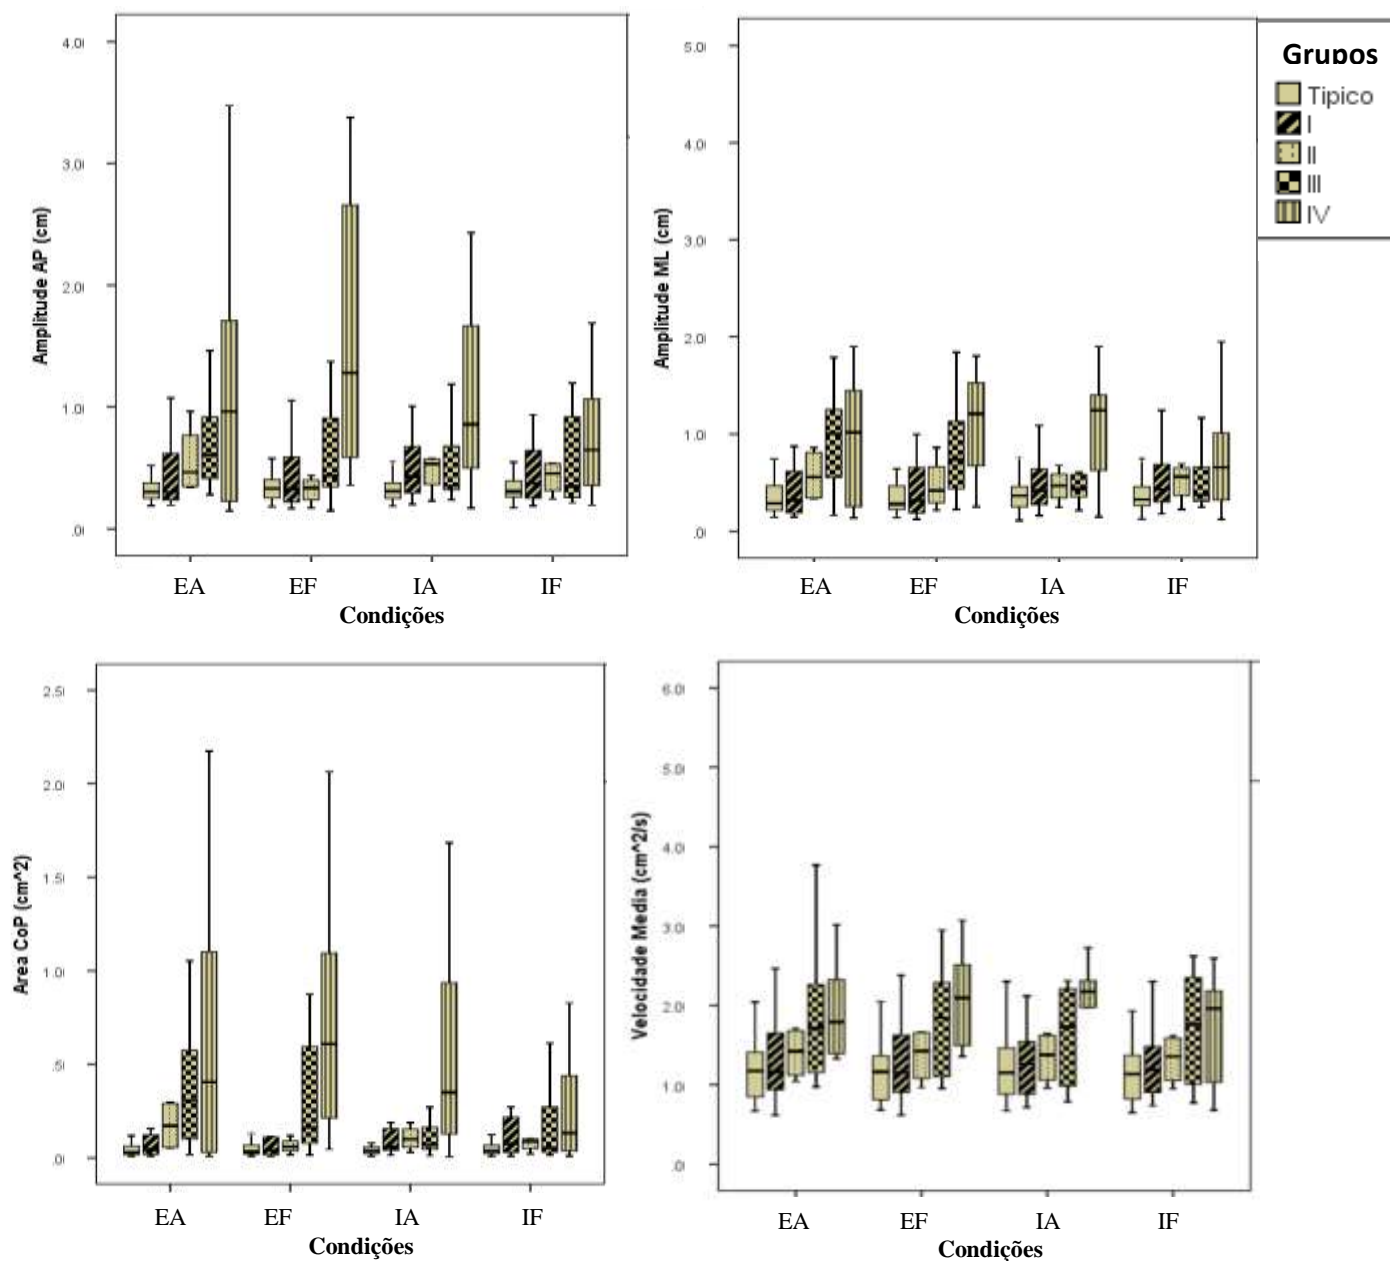 4.0
3.0
2.0
1.0
.0
Amplitude AP (cm)
EA EF IA IF
Condições
5.0
4.0
3.0
2.0
1.0
.0
Amplitude ML (cm)
EA EF IA IF
Condições
Grupos
Tipico
I
II
III
IV
2.5
2.0
1.5
1.0
.5
.0
Area CoP (cm^2)
EA EF IA IF
Condições
6.0
5.0
4.0
3.0
2.0
1.0
.0
Velocidade Media (cm^2/s)
EA EF IA IF
Condições